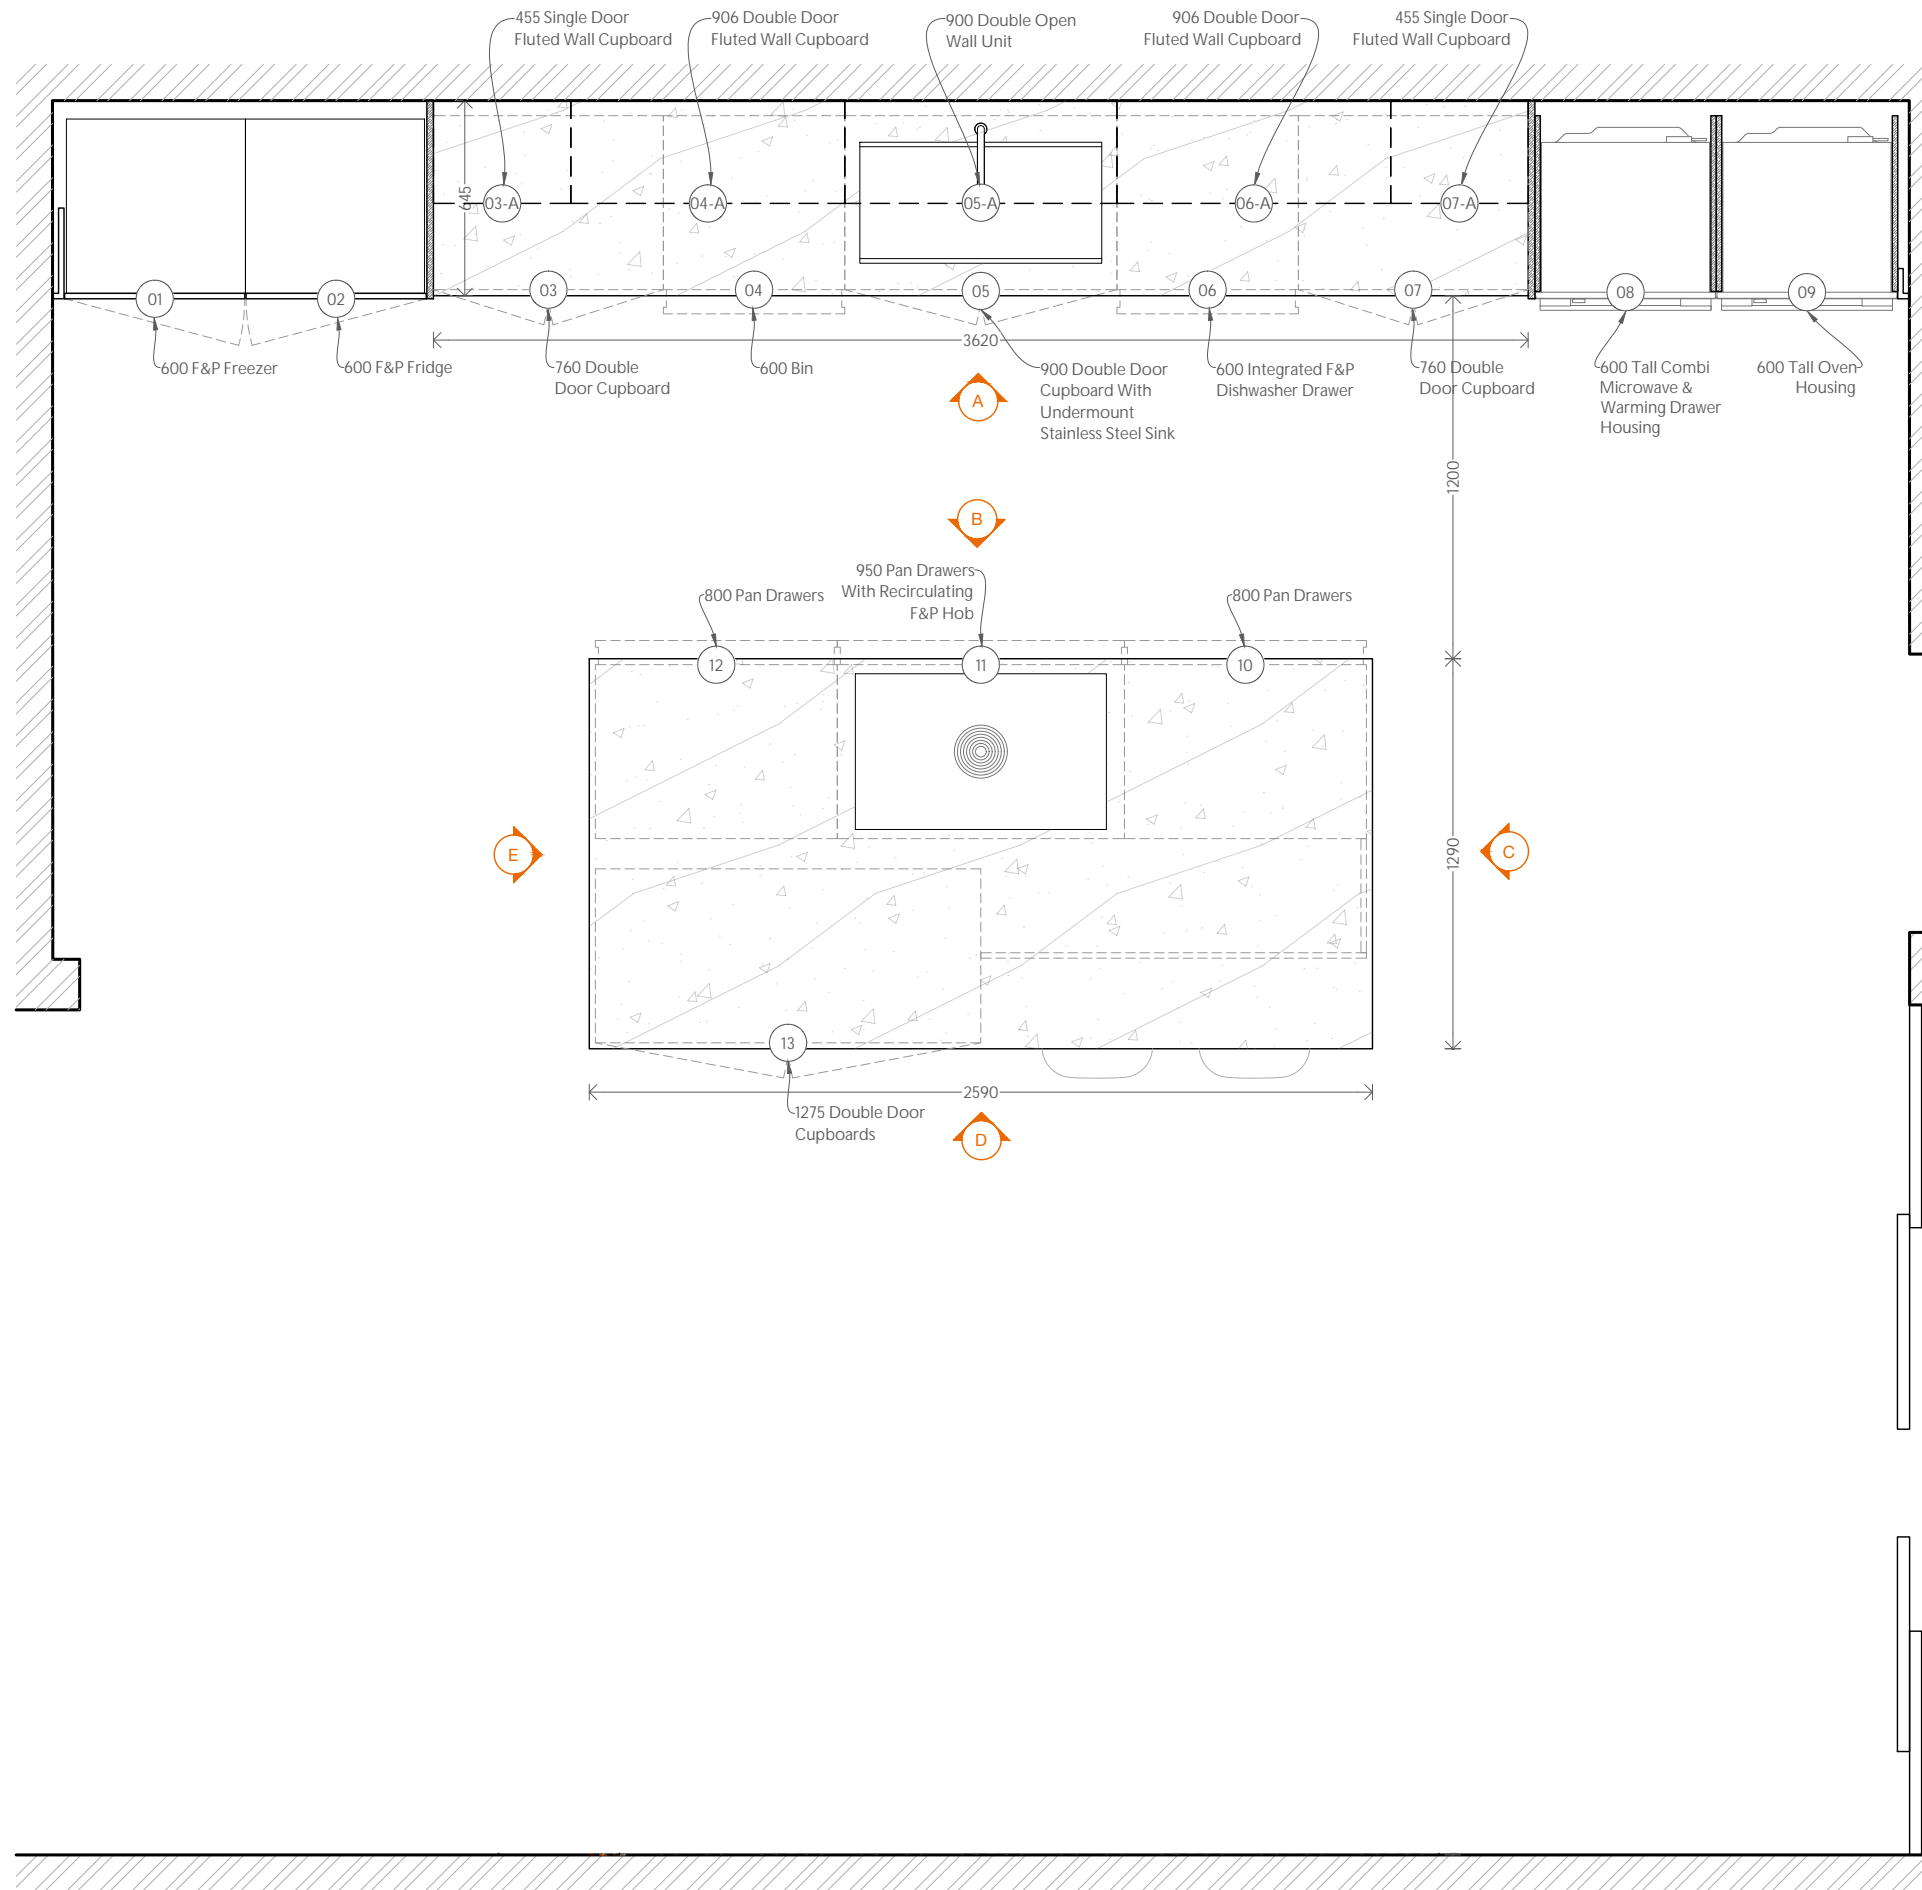 455 Single Door
Fluted Wall Cupboard
906 Double Door
Fluted Wall Cupboard
900 Double Open
Wall Unit
906 Double Door
Fluted Wall Cupboard
455 Single Door
Fluted Wall Cupboard
645
03-A
04-A
05-A
06-A
07-A
01
02
03
04
05
06
07
08
09
3620
600 F&P Freezer
600 F&P Fridge
760 Double
Door Cupboard
600 Bin
900 Double Door
Cupboard With
Undermount
Stainless Steel Sink
600 Integrated F&P
Dishwasher Drawer
760 Double
Door Cupboard
600 Tall Combi
Microwave &
Warming Drawer
Housing
600 Tall Oven
Housing
A
1200
B
800 Pan Drawers
950 Pan Drawers
With Recirculating
F&P Hob
800 Pan Drawers
12
11
10
E
1290
C
13
2590
1275 Double Door
Cupboards
D